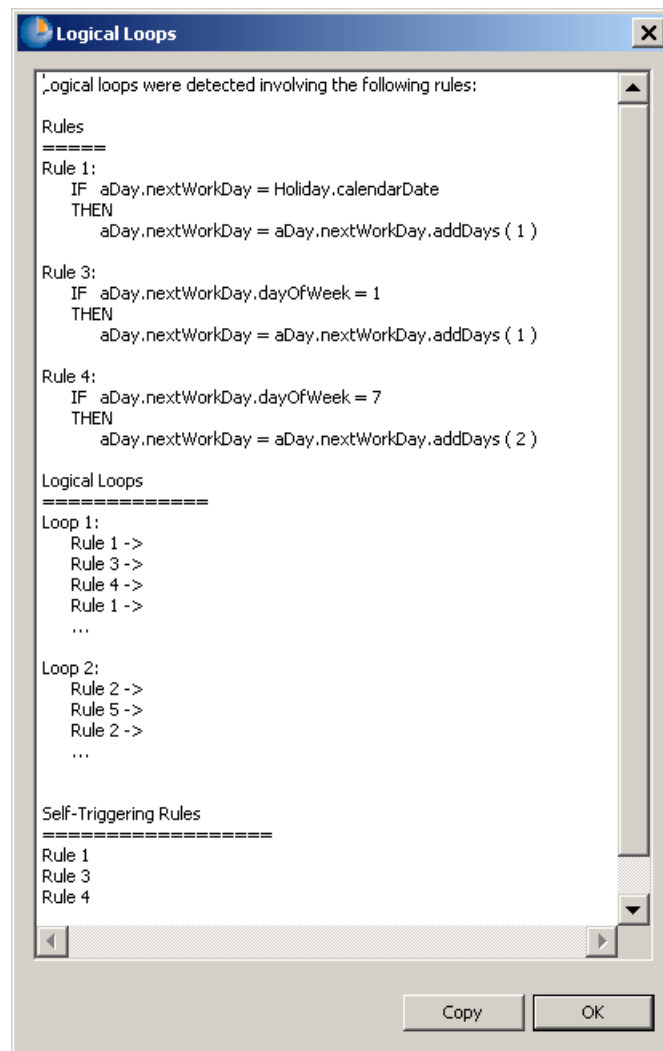 Logical Loops
Logical loops were detected involving the following rules:
Rules
=====
Rule 1:
IF aDay.nextWorkDay = Holiday.calendarDate
THEN
aDay.nextWorkDay = aDay.nextWorkDay.addDays ( 1 )
Rule 3:
IF aDay.nextWorkDay.dayOfWeek = 1
THEN
aDay.nextWorkDay = aDay.nextWorkDay.addDays ( 1 )
Rule 4:
IF aDay.nextWorkDay.dayOfWeek = 7
THEN
aDay.nextWorkDay = aDay.nextWorkDay.addDays ( 2 )
Logical Loops
=============
Loop 1:
Rule 1 ->
Rule 3 ->
Rule 4 ->
Rule 1 ->
...
Loop 2:
Rule 2 ->
Rule 5 ->
Rule 2 ->
...
Self-Triggering Rules
==================
Rule 1
Rule 3
Rule 4
Copy
OK